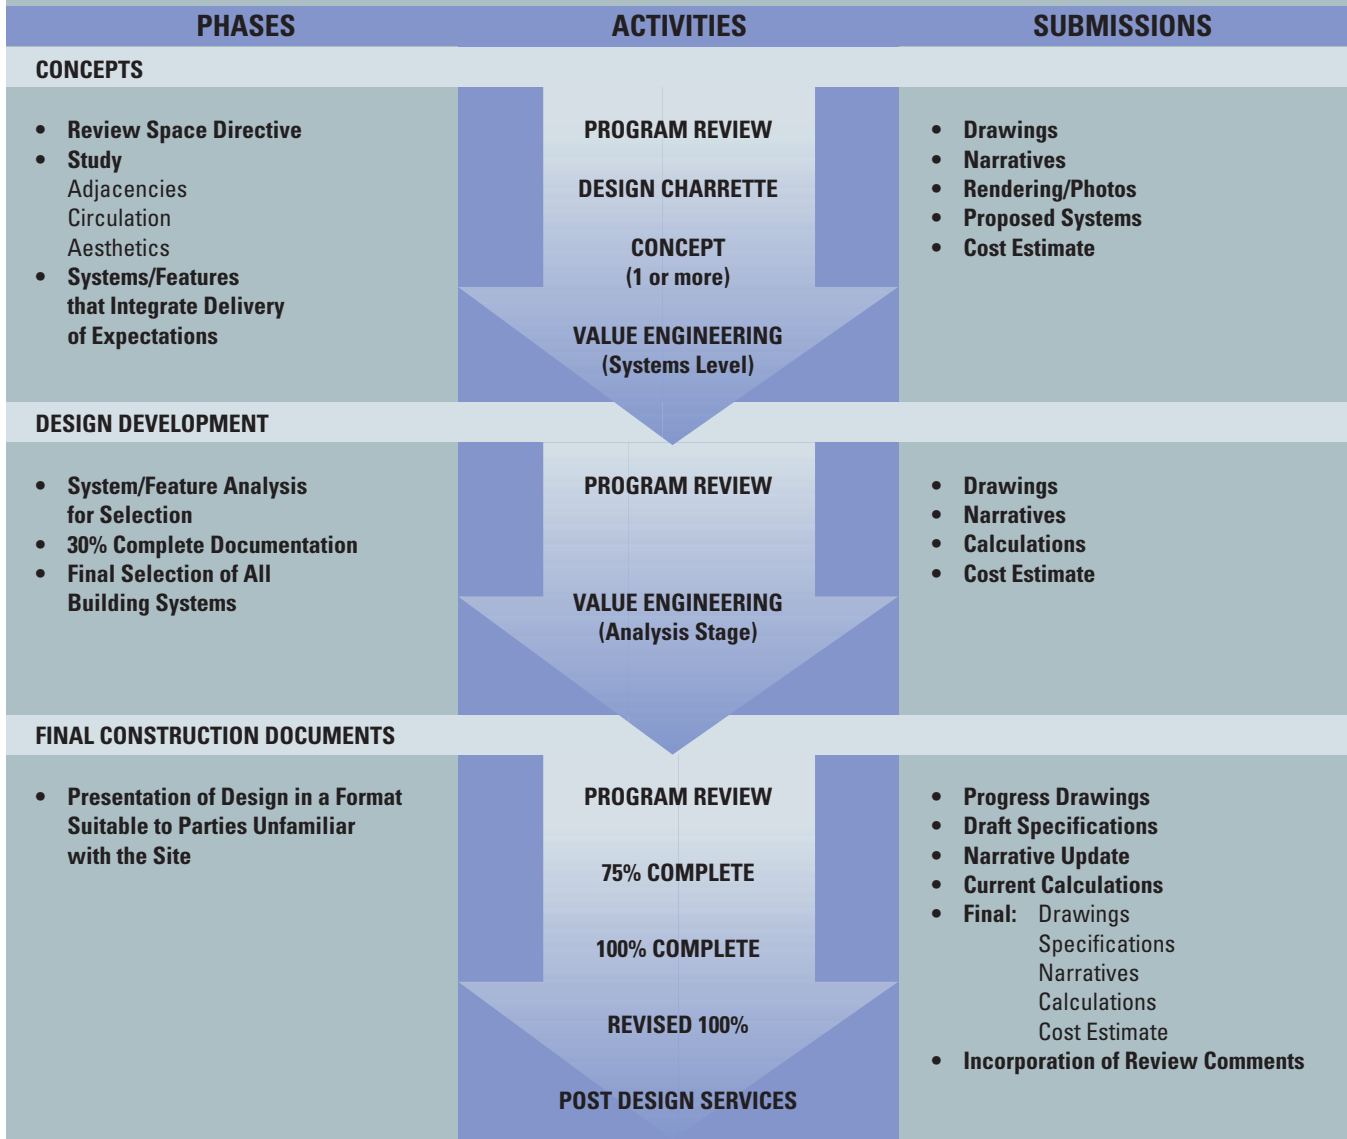 PHASES
ACTIVITIES
SUBMISSIONS
CONCEPTS
• Review Space Directive
• Study
Adjacencies
Circulation
Aesthetics
• Systems/Features
that Integrate Delivery
of Expectations
PROGRAM REVIEW
DESIGN CHARRETTE
CONCEPT
(1 or more)
VALUE ENGINEERING
(Systems Level)
• Drawings
• Narratives
• Rendering/Photos
• Proposed Systems
• Cost Estimate
DESIGN DEVELOPMENT
• System/Feature Analysis
for Selection
• 30% Complete Documentation
• Final Selection of All
Building Systems
PROGRAM REVIEW
VALUE ENGINEERING
(Analysis Stage)
• Drawings
• Narratives
• Calculations
• Cost Estimate
FINAL CONSTRUCTION DOCUMENTS
• Presentation of Design in a Format
Suitable to Parties Unfamiliar
with the Site
PROGRAM REVIEW
75% COMPLETE
100% COMPLETE
REVISED 100%
POST DESIGN SERVICES
• Progress Drawings
• Draft Specifications
• Narrative Update
• Current Calculations
• Final: Drawings
Specifications
Narratives
Calculations
Cost Estimate
• Incorporation of Review Comments